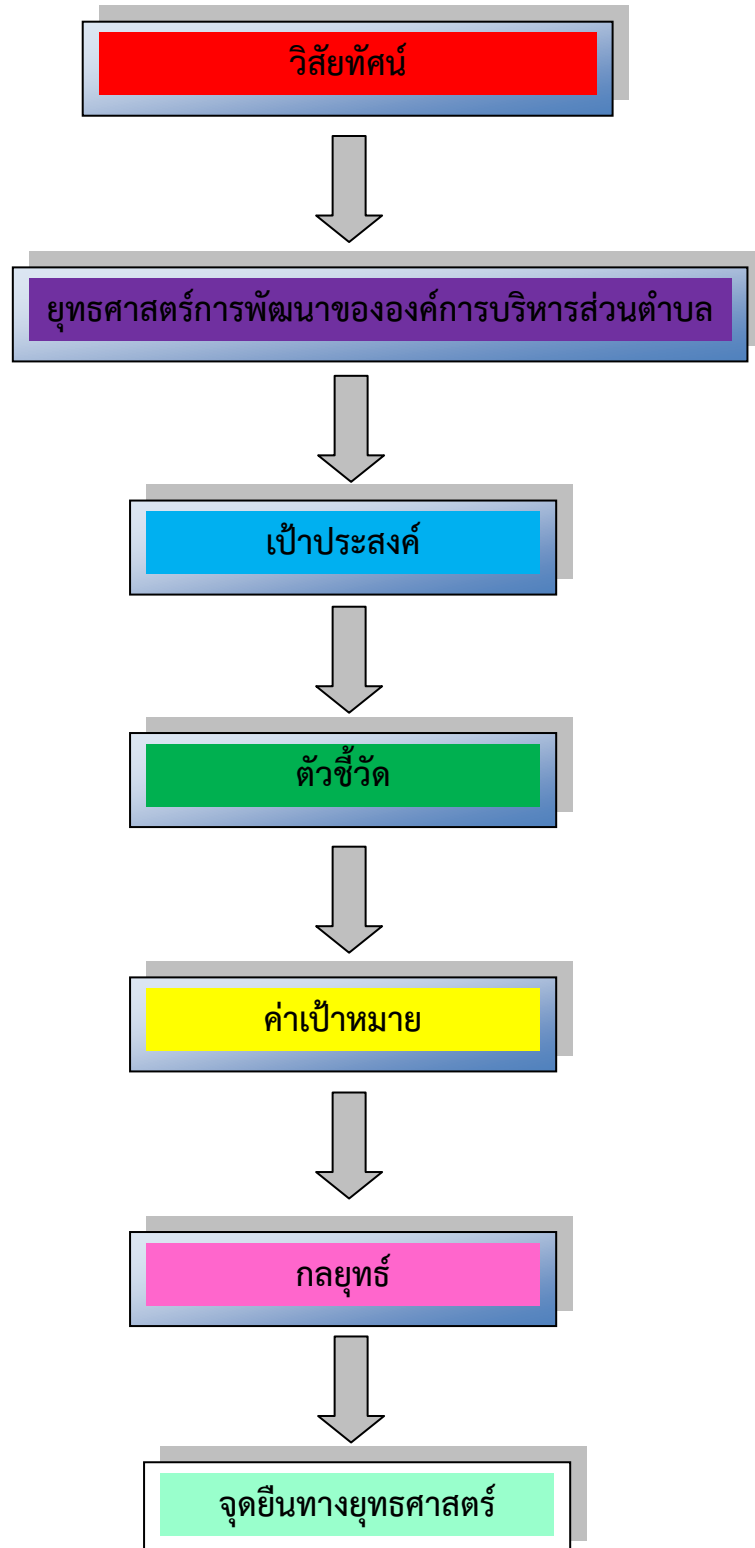 วิสัยทัศน์
ยุทธศาสตร์การพัฒนาขององค์การบริหารส่วนตำบล
เป้าประสงค์
ตัวชี้วัด
ค่าเป้าหมาย
กลยุทธ์
จุดยืนทางยุทธศาสตร์